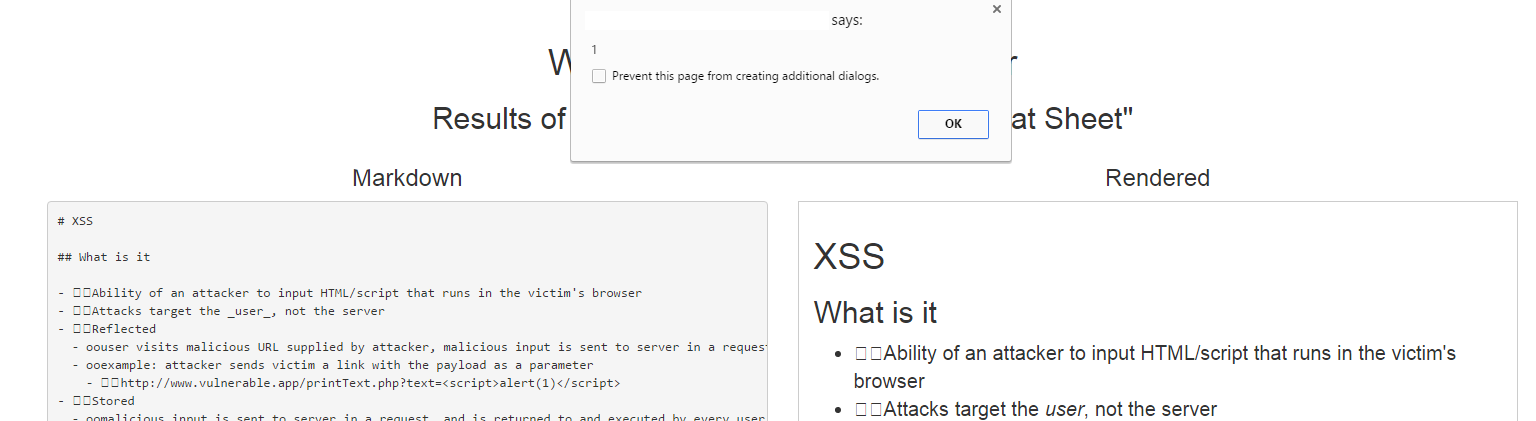 says:
1
Prevent this page from creating additional dialogs.
OK
Results of at Sheet"
Markdown
Rendered
# XSS
## What is it
- □□Ability of an attacker to input HTML/script that runs in the victim's browser
- □□Attacks target the _user_, not the server
- □□Reflected
- oouser visits malicious URL supplied by attacker, malicious input is sent to server in a request
- ooexample: attacker sends victim a link with the payload as a parameter
- □□http://www.vulnerable.app/printText.php?text=<script>alert(1)</script>
- □□Stored
- oomalicious input is sent to server in a request, and is returned to and executed by every user
XSS
What is it
• □□Ability of an attacker to input HTML/script that runs in the victim's
browser
• □□Attacks target the user, not the server